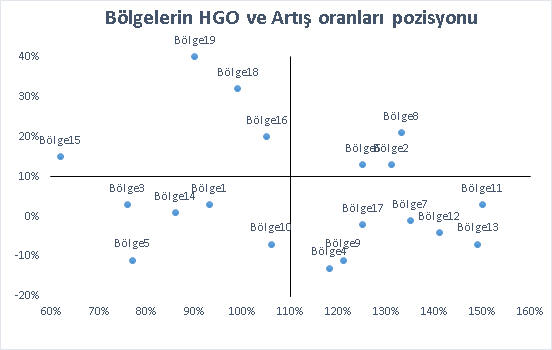 Bölgelerin HGO ve Artış oranları pozisyonu
40%
30%
20%
10%
0%
-10%
-20%
Bölge19
Bölge18
Bölge16
Bölge15
Bölge8
Bölge2
Bölge3
Bölge14
Bölge1
Bölge11
Bölge17
Bölge7
Bölge12
Bölge13
Bölge10
Bölge5
Bölge9
Bölge4
60%
70%
80%
90%
100%
110%
120%
130%
140%
150%
160%